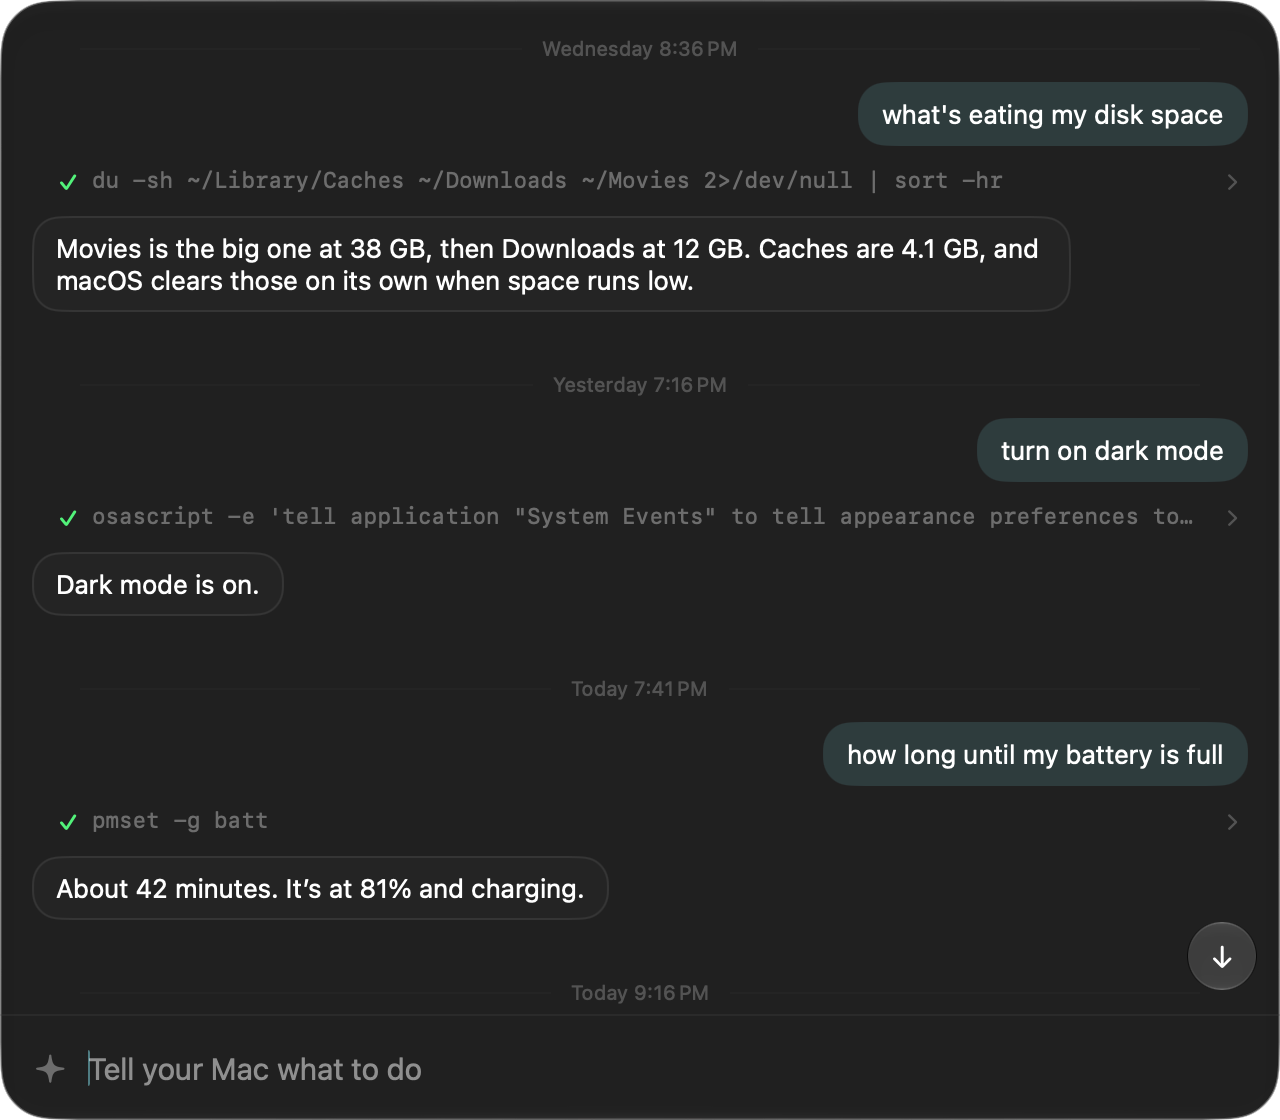 Wednesday 8:36 PM
what's eating my disk space
du -sh ~/Library/Caches ~/Downloads ~/Movies 2>/dev/null | sort -hr
Movies is the big one at 38 GB, then Downloads at 12 GB. Caches are 4.1 GB, and
macOS clears those on its own when space runs low.
Yesterday 7:16 PM
turn on dark mode
osascript -e 'tell application "System Events" to tell appearance preferences to…
Dark mode is on.
Today 7:41 PM
how long until my battery is full
pmset -g batt
About 42 minutes. It’s at 81% and charging.
Today 9:16 PM
Tell your Mac what to do